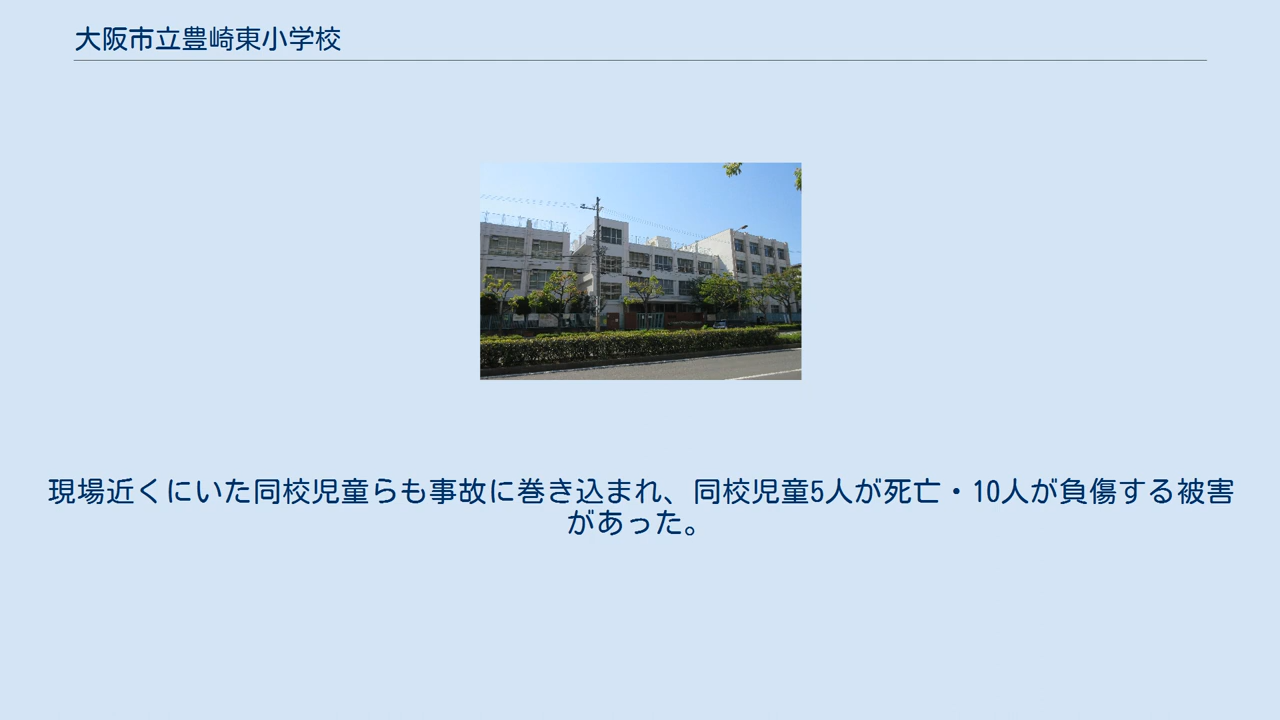 大阪市立豊崎東小学校
現場近くにいた同校児童らも事故に巻き込まれ、同校児童5人が死亡・10人が負傷する被害
があった。